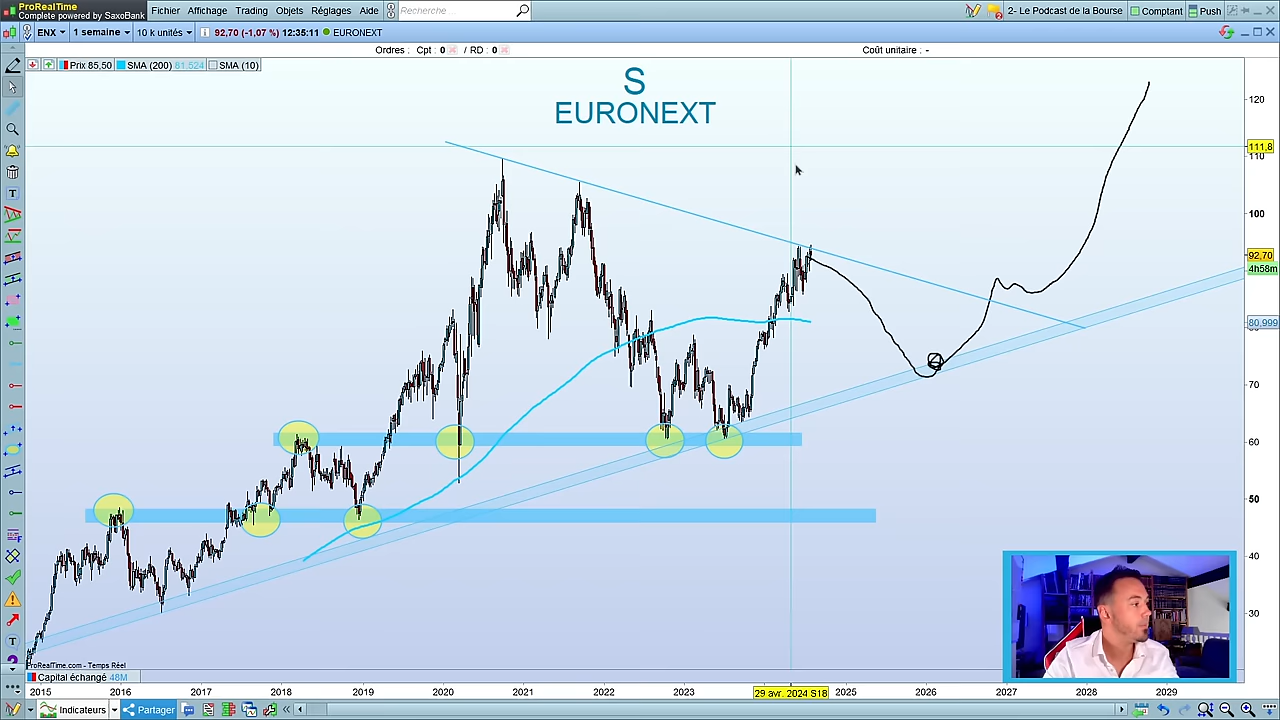 ProRealTime
Complete powered by SaxoBank
Fichier Affichage Trading Objets Réglages Aide Recherche... 2- Le Podcast de la Bourse Comptant Push
ENX 1 semaine 10 k unités 92,70 (-1,07 %) 12:35:11 EURONEXT
Ordres : Cpt : 0 / RD : 0 Coût unitaire : -
Prix 85,50 SMA (200) 81.524 SMA (10)
S
EURONEXT
120
111,8
110
100
92,70
4h58m
80,999
70
60
50
40
30
ProRealTime.com - Temps Réel
Capital échangé 48M
2015 2016 2017 2018 2019 2020 2021 2022 2023 29 avr. 2024 S18 2025 2026 2027 2028 2029
Indicateurs Partager